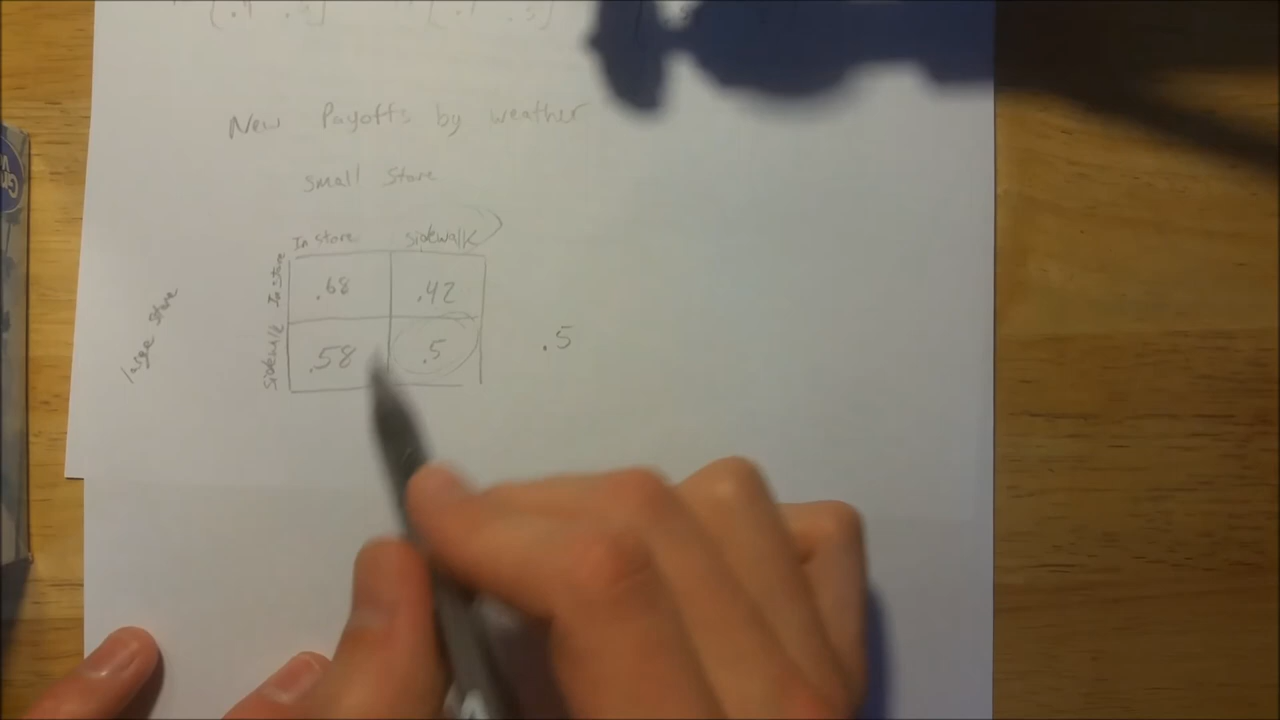 New Payoffs by weather
small Store
In store sidewalk
In store .68 .42
sidewalk .58 .5 .5
large store